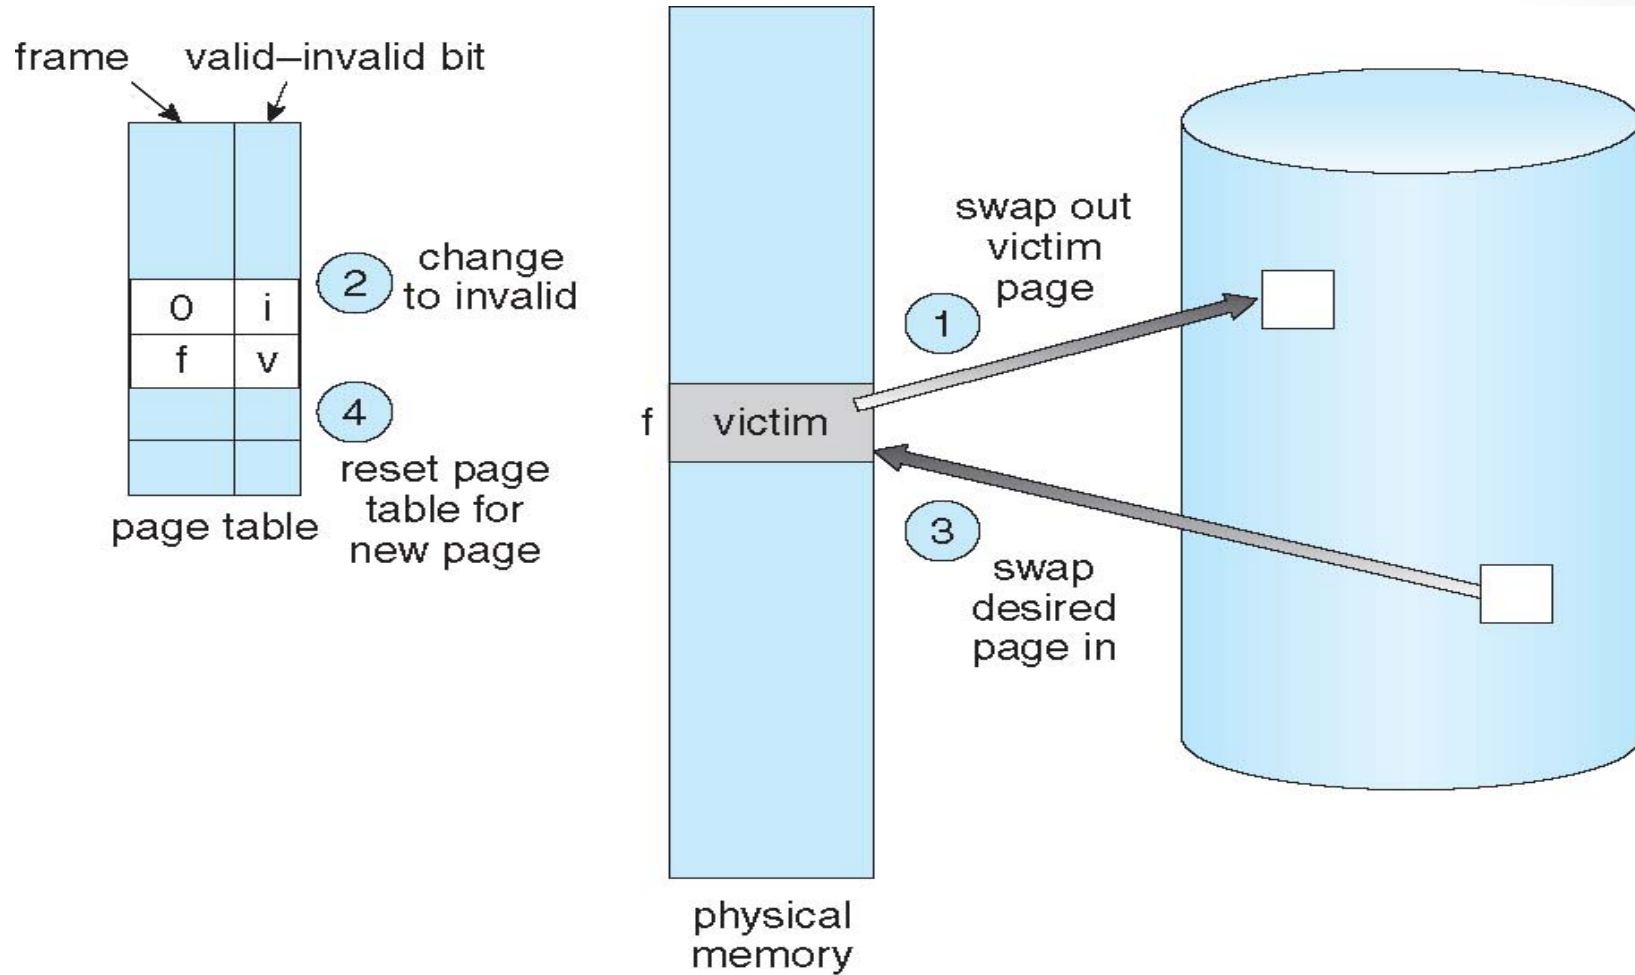 frame
valid–invalid bit
0
i
f
v
page table
2
change
to invalid
4
reset page
table for
new page
f
victim
physical
memory
1
swap out
victim
page
3
swap
desired
page in